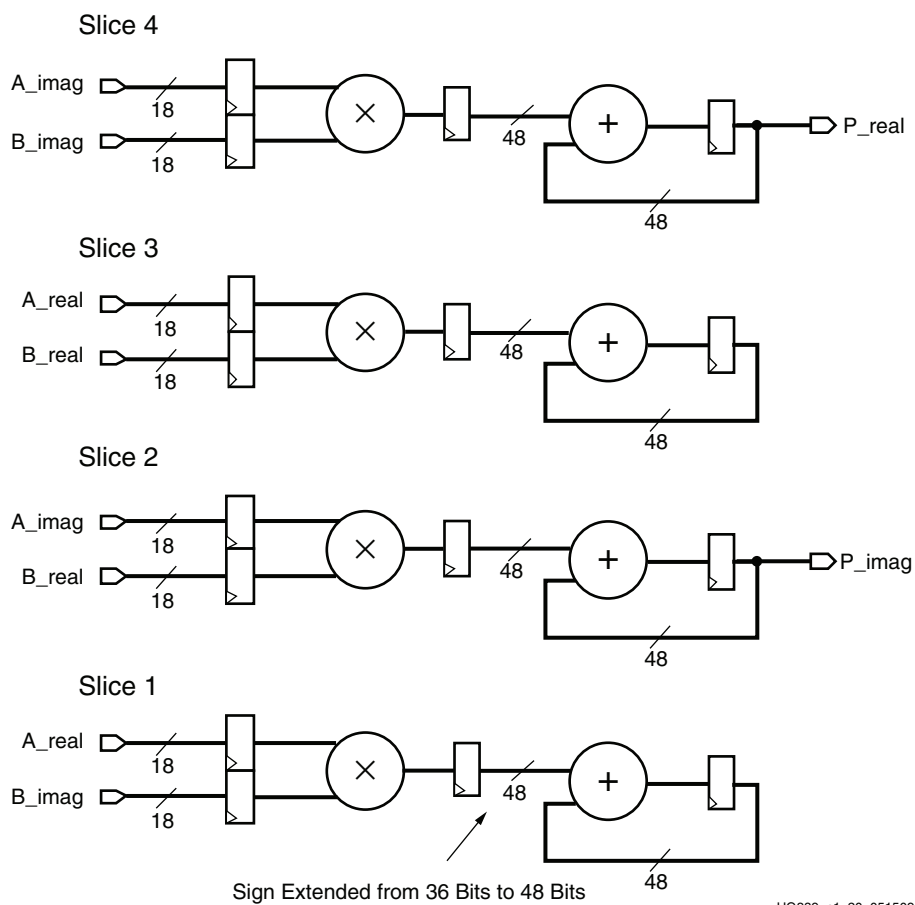 Slice 4
A_imag
18
B_imag
18
×
48
+
48
P_real
Slice 3
A_real
18
B_real
18
×
48
+
48
Slice 2
A_imag
18
B_real
18
×
48
+
48
P_imag
Slice 1
A_real
18
B_imag
18
×
48
+
48
Sign Extended from 36 Bits to 48 Bits